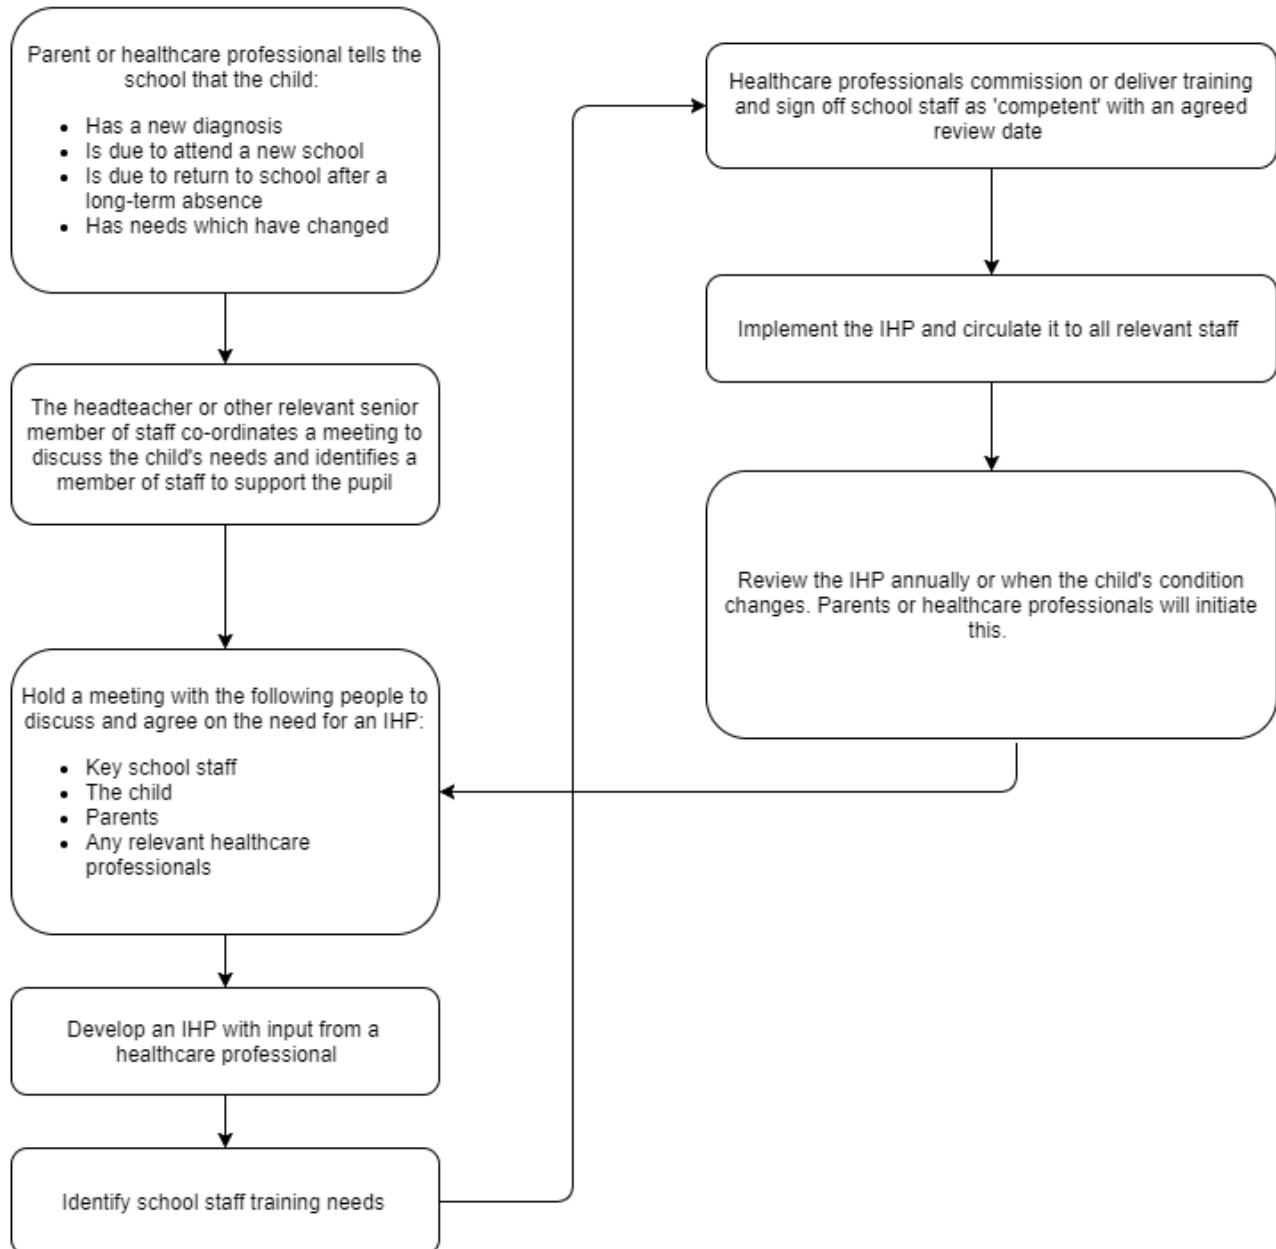 Parent or healthcare professional tells the
school that the child:
• Has a new diagnosis
• Is due to attend a new school
• Is due to return to school after a
long-term absence
• Has needs which have changed
The headteacher or other relevant senior
member of staff co-ordinates a meeting to
discuss the child's needs and identifies a
member of staff to support the pupil
Hold a meeting with the following people to
discuss and agree on the need for an IHP:
• Key school staff
• The child
• Parents
• Any relevant healthcare
professionals
Develop an IHP with input from a
healthcare professional
Identify school staff training needs
Healthcare professionals commission or deliver training
and sign off school staff as 'competent' with an agreed
review date
Implement the IHP and circulate it to all relevant staff
Review the IHP annually or when the child's condition
changes. Parents or healthcare professionals will initiate
this.